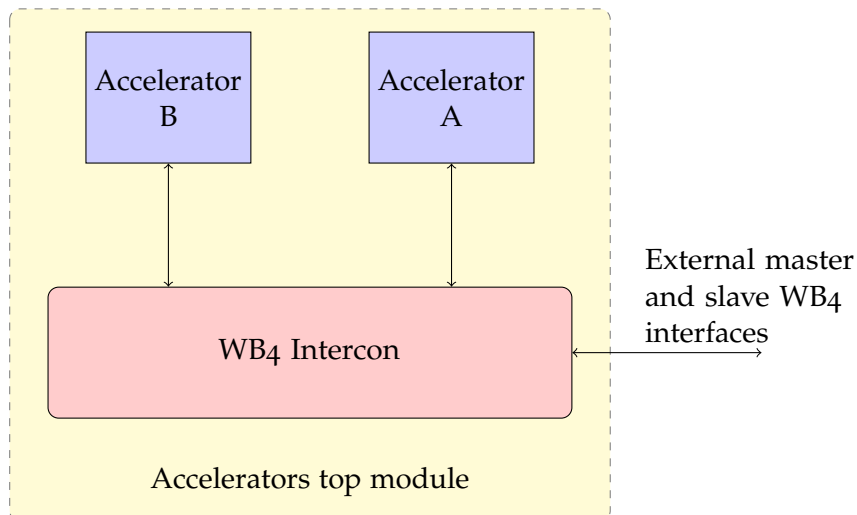 Accelerator
B
Accelerator
A
External master
and slave WB4
interfaces
WB4 Intercon
Accelerators top module